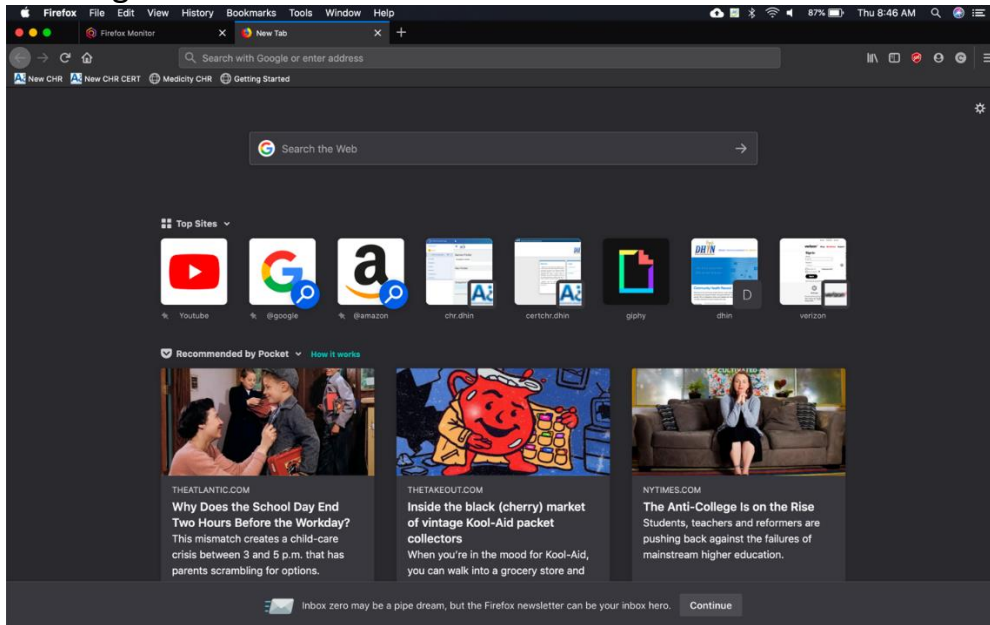 Firefox File Edit View History Bookmarks Tools Window Help 87% Thu 8:46 AM
Firefox Monitor New Tab
Search with Google or enter address
New CHR New CHR CERT Medicity CHR Getting Started
Search the Web
Top Sites
Youtube @google @amazon chr.dhin certchr.dhin giphy dhin verizon
Recommended by Pocket How it works
THEATLANTIC.COM
Why Does the School Day End
Two Hours Before the Workday?
This mismatch creates a child-care
crisis between 3 and 5 p.m. that has
parents scrambling for options.
THETAKEOUT.COM
Inside the black (cherry) market
of vintage Kool-Aid packet
collectors
When you're in the mood for Kool-Aid,
you can walk into a grocery store and
NYTIMES.COM
The Anti-College Is on the Rise
Students, teachers and reformers are
pushing back against the failures of
mainstream higher education.
Inbox zero may be a pipe dream, but the Firefox newsletter can be your inbox hero. Continue